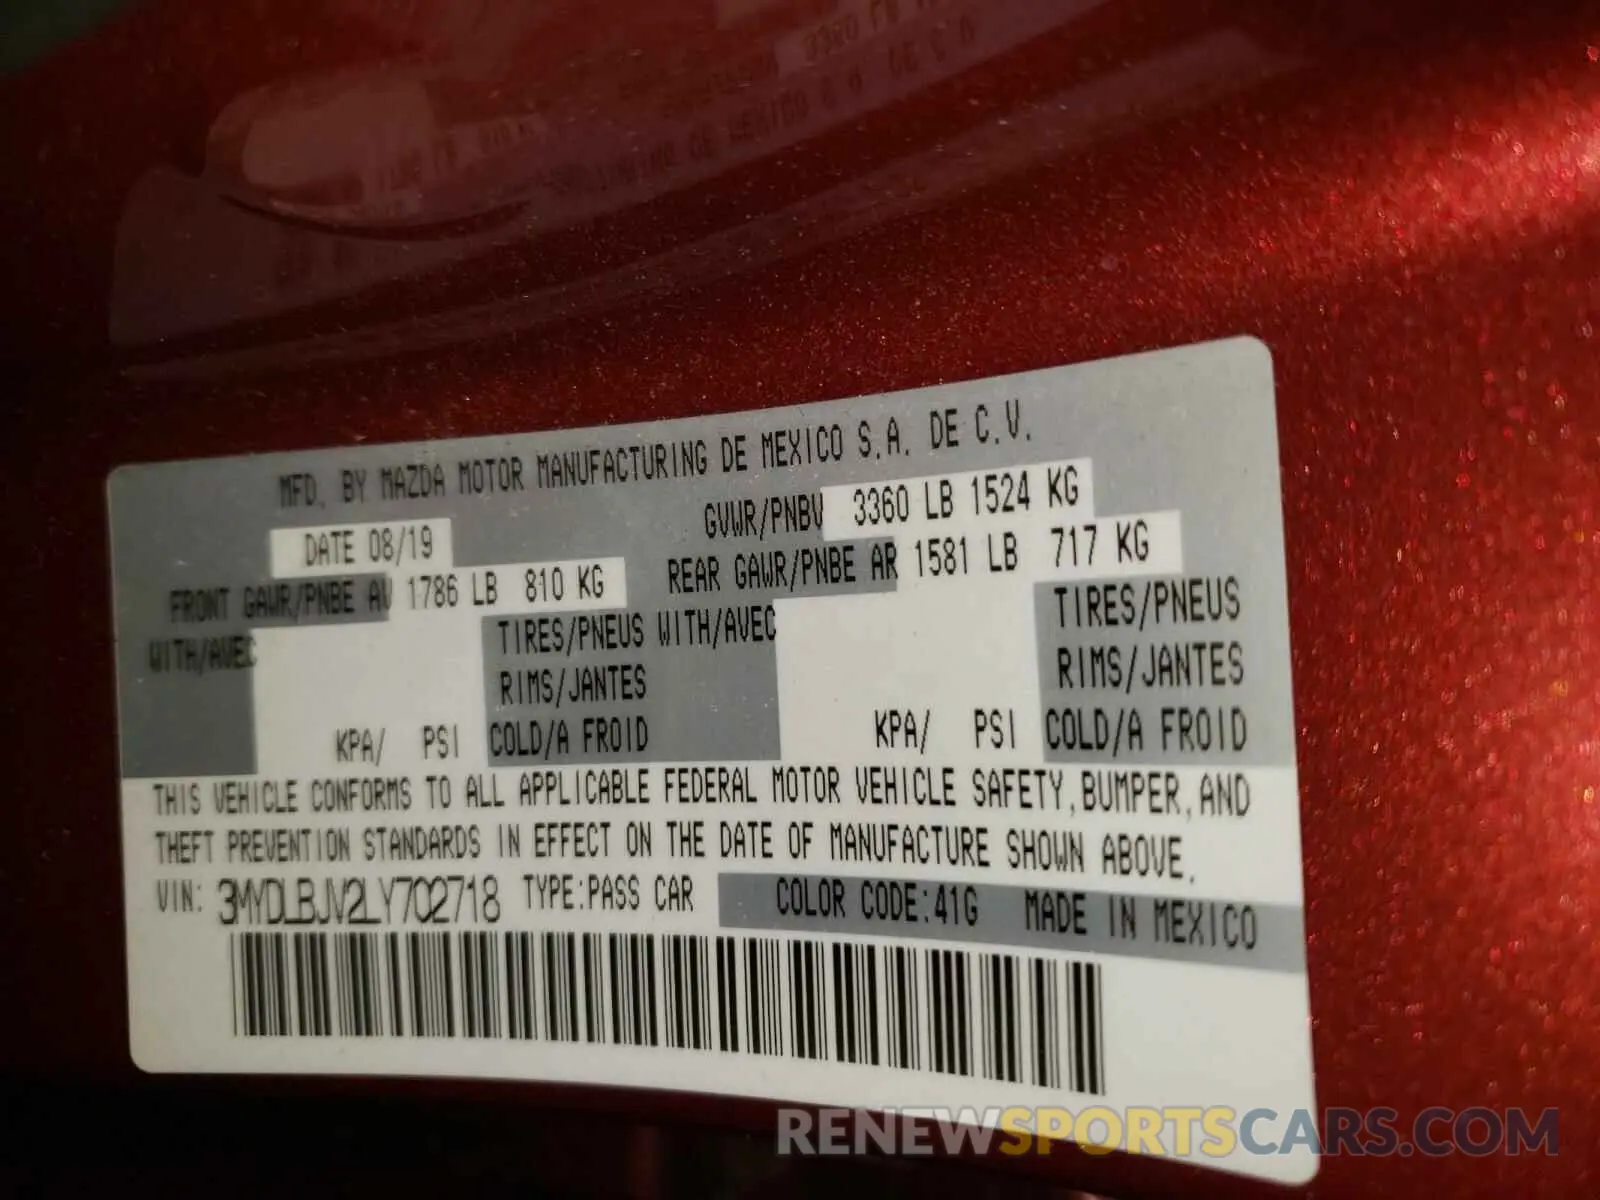 MFD. BY MAZDA MOTOR MANUFACTURING DE MEXICO S.A. DE C.V.
DATE 08/19 GVWR/PNBV 3360 LB 1524 KG
FRONT GAWR/PNBE AV 1786 LB 810 KG REAR GAWR/PNBE AR 1581 LB 717 KG
WITH/AVEC TIRES/PNEUS WITH/AVEC TIRES/PNEUS
RIMS/JANTES RIMS/JANTES
KPA/ PSI COLD/A FROID KPA/ PSI COLD/A FROID
THIS VEHICLE CONFORMS TO ALL APPLICABLE FEDERAL MOTOR VEHICLE SAFETY, BUMPER, AND
THEFT PREVENTION STANDARDS IN EFFECT ON THE DATE OF MANUFACTURE SHOWN ABOVE.
VIN: 3MYDLBJV2LY702718 TYPE:PASS CAR COLOR CODE:41G MADE IN MEXICO
RENEWSPORTSCARS.COM